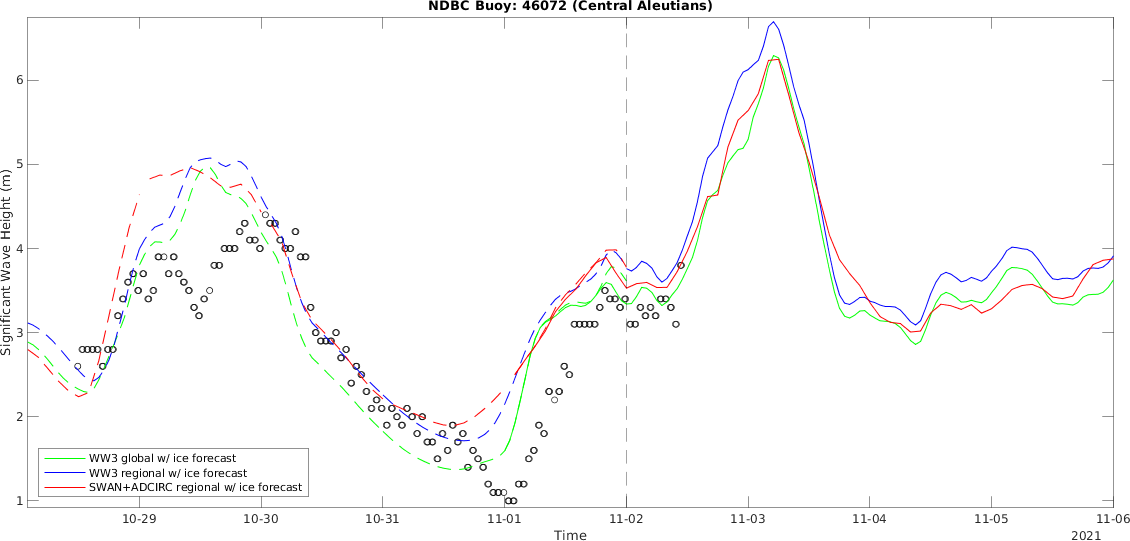 NDBC Buoy: 46072 (Central Aleutians)
Significant Wave Height (m)
6
5
4
3
2
1
WW3 global w/ ice forecast
WW3 regional w/ ice forecast
SWAN+ADCIRC regional w/ ice forecast
10-29 10-30 10-31 11-01 11-02 11-03 11-04 11-05 11-06
Time
2021